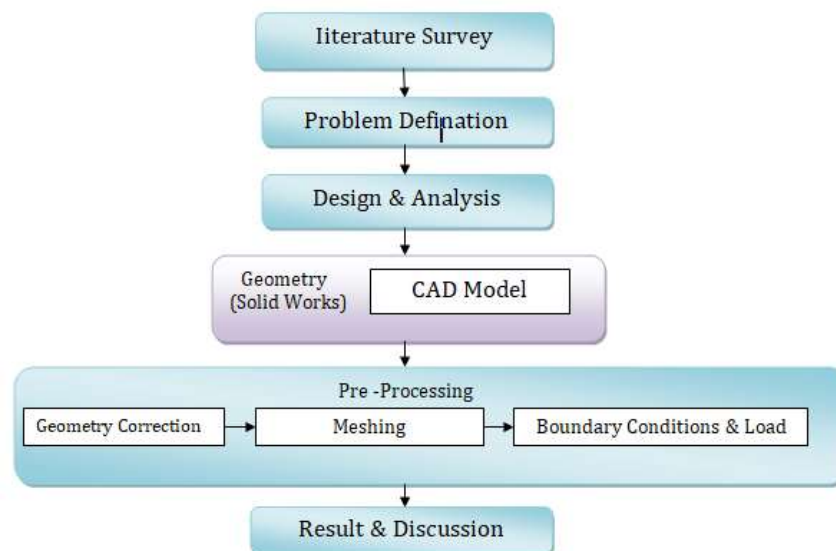 Iiterature Survey
Problem Defination
Design & Analysis
Geometry
(Solid Works)
CAD Model
Pre -Processing
Geometry Correction
Meshing
Boundary Conditions & Load
Result & Discussion